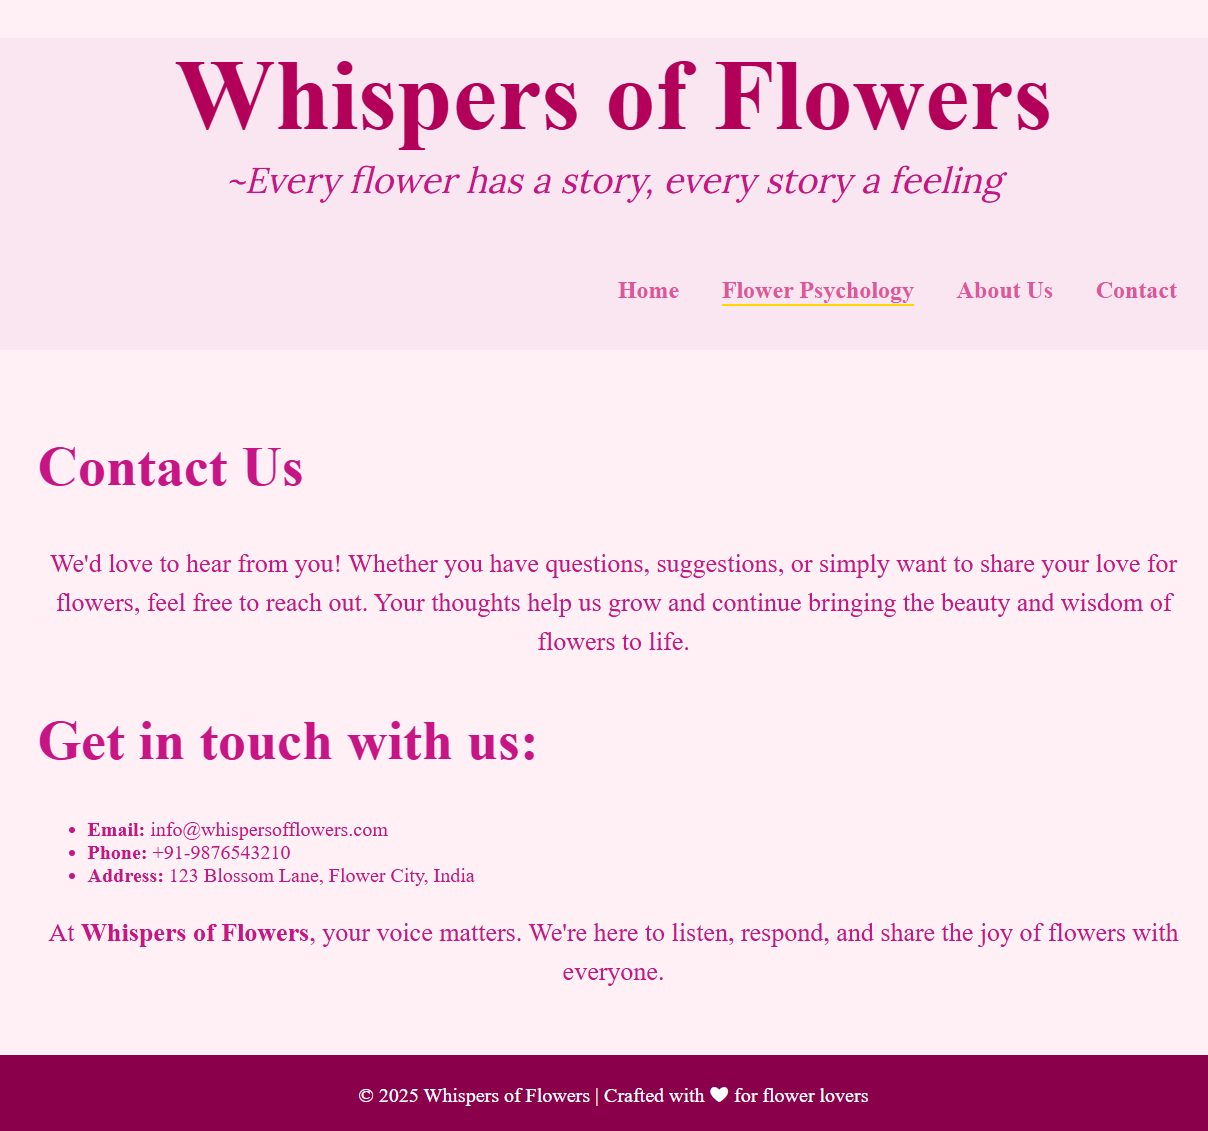 Whispers of Flowers
~Every flower has a story, every story a feeling
Home Flower Psychology About Us Contact
Contact Us
We'd love to hear from you! Whether you have questions, suggestions, or simply want to share your love for
flowers, feel free to reach out. Your thoughts help us grow and continue bringing the beauty and wisdom of
flowers to life.
Get in touch with us:
• Email: info@whispersofflowers.com
• Phone: +91-9876543210
• Address: 123 Blossom Lane, Flower City, India
At Whispers of Flowers, your voice matters. We're here to listen, respond, and share the joy of flowers with
everyone.
© 2025 Whispers of Flowers | Crafted with ♥ for flower lovers